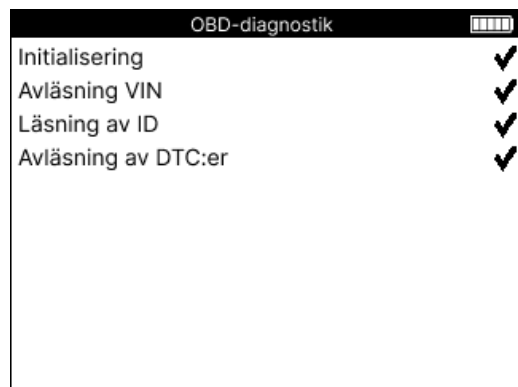 OBD-diagnostik
Initialisering
Avläsning VIN
Läsning av ID
Avläsning av DTC:er